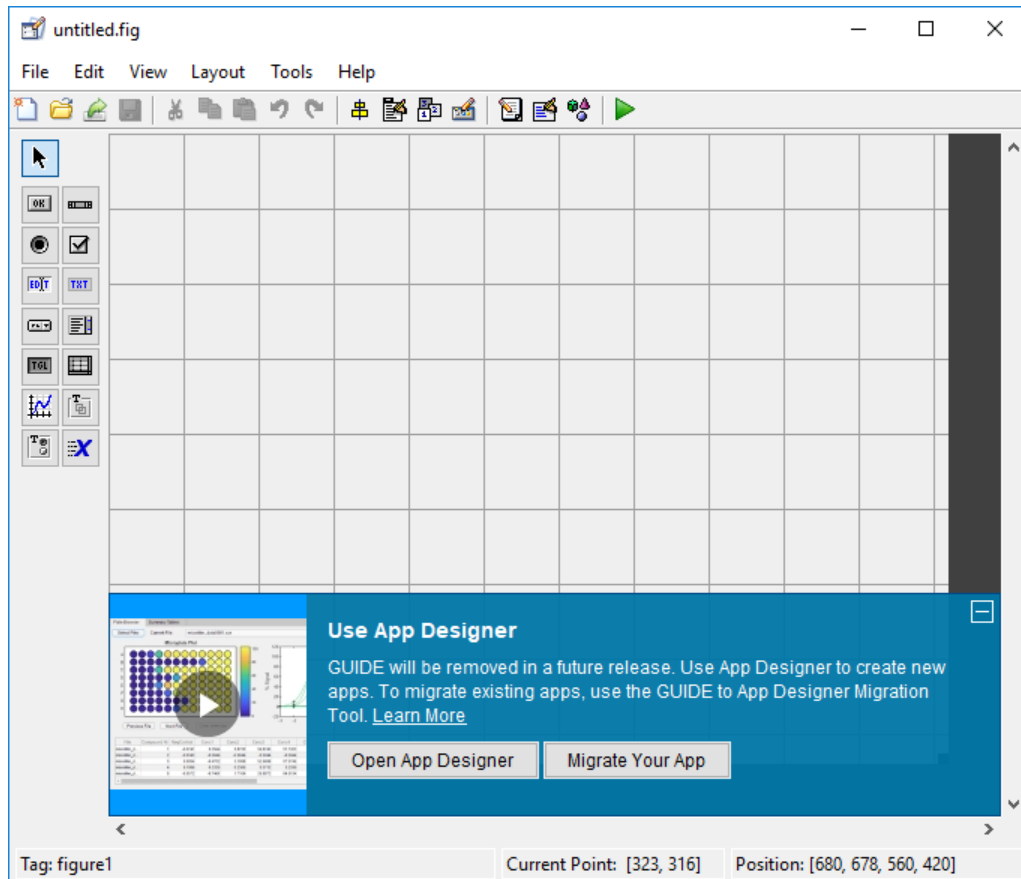 untitled.fig
File Edit View Layout Tools Help
OK
EDIT TXT
TGL
Use App Designer
GUIDE will be removed in a future release. Use App Designer to create new
apps. To migrate existing apps, use the GUIDE to App Designer Migration
Tool. Learn More
Open App Designer Migrate Your App
Tag: figure1 Current Point: [323, 316] Position: [680, 678, 560, 420]